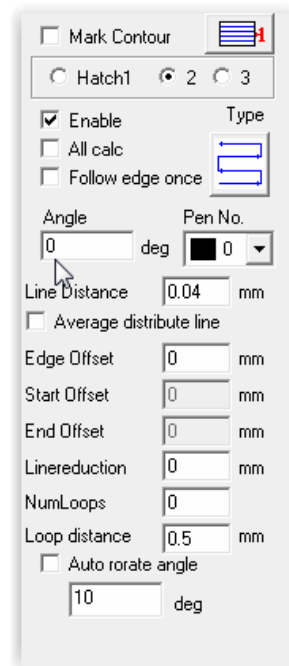 Mark Contour
1
Hatch1 2 3
Enable Type
All calc
Follow edge once
Angle Pen No.
0 deg 0
Line Distance 0.04 mm
Average distribute line
Edge Offset 0 mm
Start Offset 0 mm
End Offset 0 mm
Linereduction 0 mm
NumLoops 0
Loop distance 0.5 mm
Auto rorate angle
10 deg